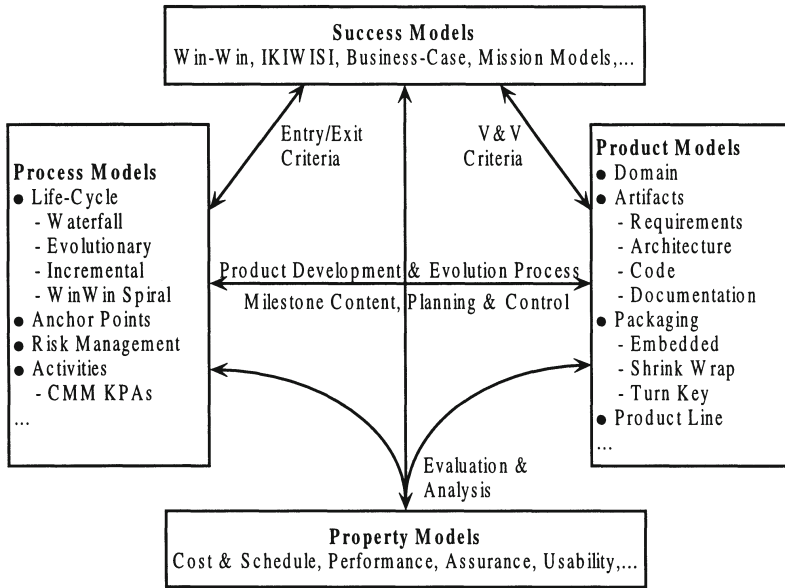 Success Models
Win-Win, IKIWISI, Business-Case, Mission Models,...
Entry/Exit
Criteria
V&V
Criteria
Process Models
● Life-Cycle
- Waterfall
- Evolutionary
- Incremental
- WinWin Spiral
● Anchor Points
● Risk Management
● Activities
- CMM KPAs
...
Product Development & Evolution Process
Milestone Content, Planning & Control
Product Models
● Domain
● Artifacts
- Requirements
- Architecture
- Code
- Documentation
● Packaging
- Embedded
- Shrink Wrap
- Turn Key
● Product Line
...
Evaluation &
Analysis
Property Models
Cost & Schedule, Performance, Assurance, Usability,...